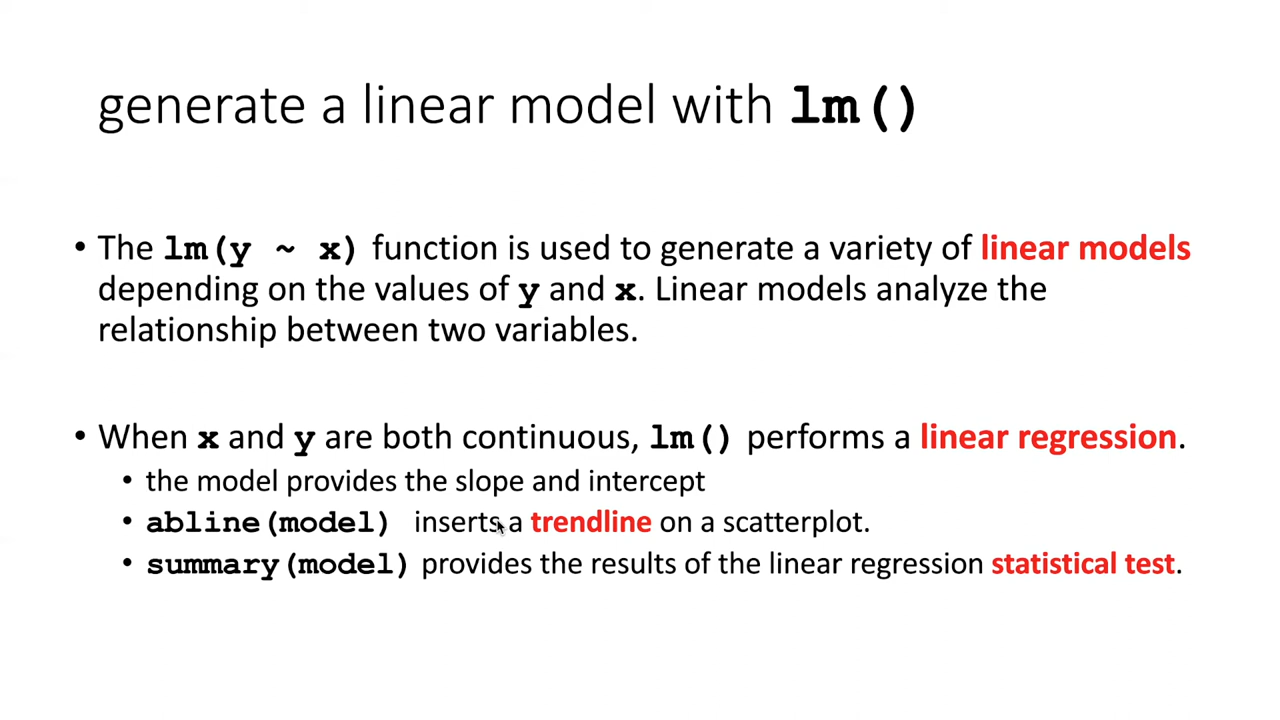 generate a linear model with lm()
• The lm(y ~ x) function is used to generate a variety of linear models
depending on the values of y and x. Linear models analyze the
relationship between two variables.
• When x and y are both continuous, lm() performs a linear regression.
• the model provides the slope and intercept
• abline(model) inserts a trendline on a scatterplot.
• summary(model) provides the results of the linear regression statistical test.